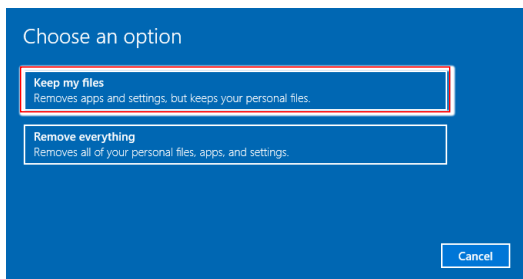 Choose an option
Keep my files
Removes apps and settings, but keeps your personal files.
Remove everything
Removes all of your personal files, apps, and settings.
Cancel